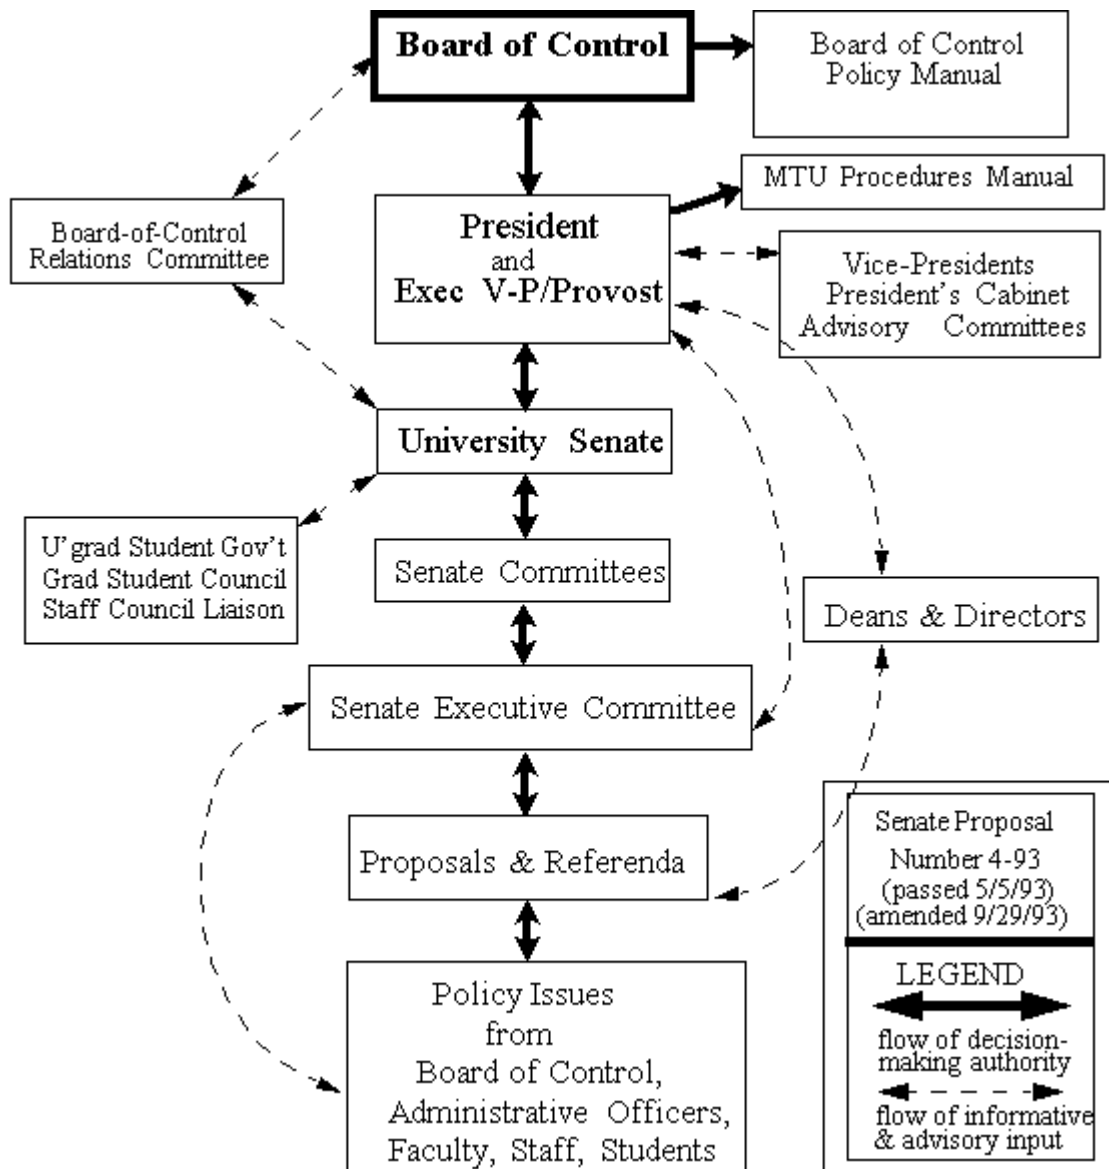 Board of Control
Board of Control
Policy Manual
MTU Procedures Manual
President
and
Exec V-P/Provost
Board-of-Control
Relations Committee
Vice-Presidents
President's Cabinet
Advisory Committees
University Senate
U'grad Student Gov't
Grad Student Council
Staff Council Liaison
Senate Committees
Deans & Directors
Senate Executive Committee
Proposals & Referenda
Policy Issues
from
Board of Control,
Administrative Officers,
Faculty, Staff, Students
Senate Proposal
Number 4-93
(passed 5/5/93)
(amended 9/29/93)
LEGEND
flow of decision-
making authority
flow of informative
& advisory input